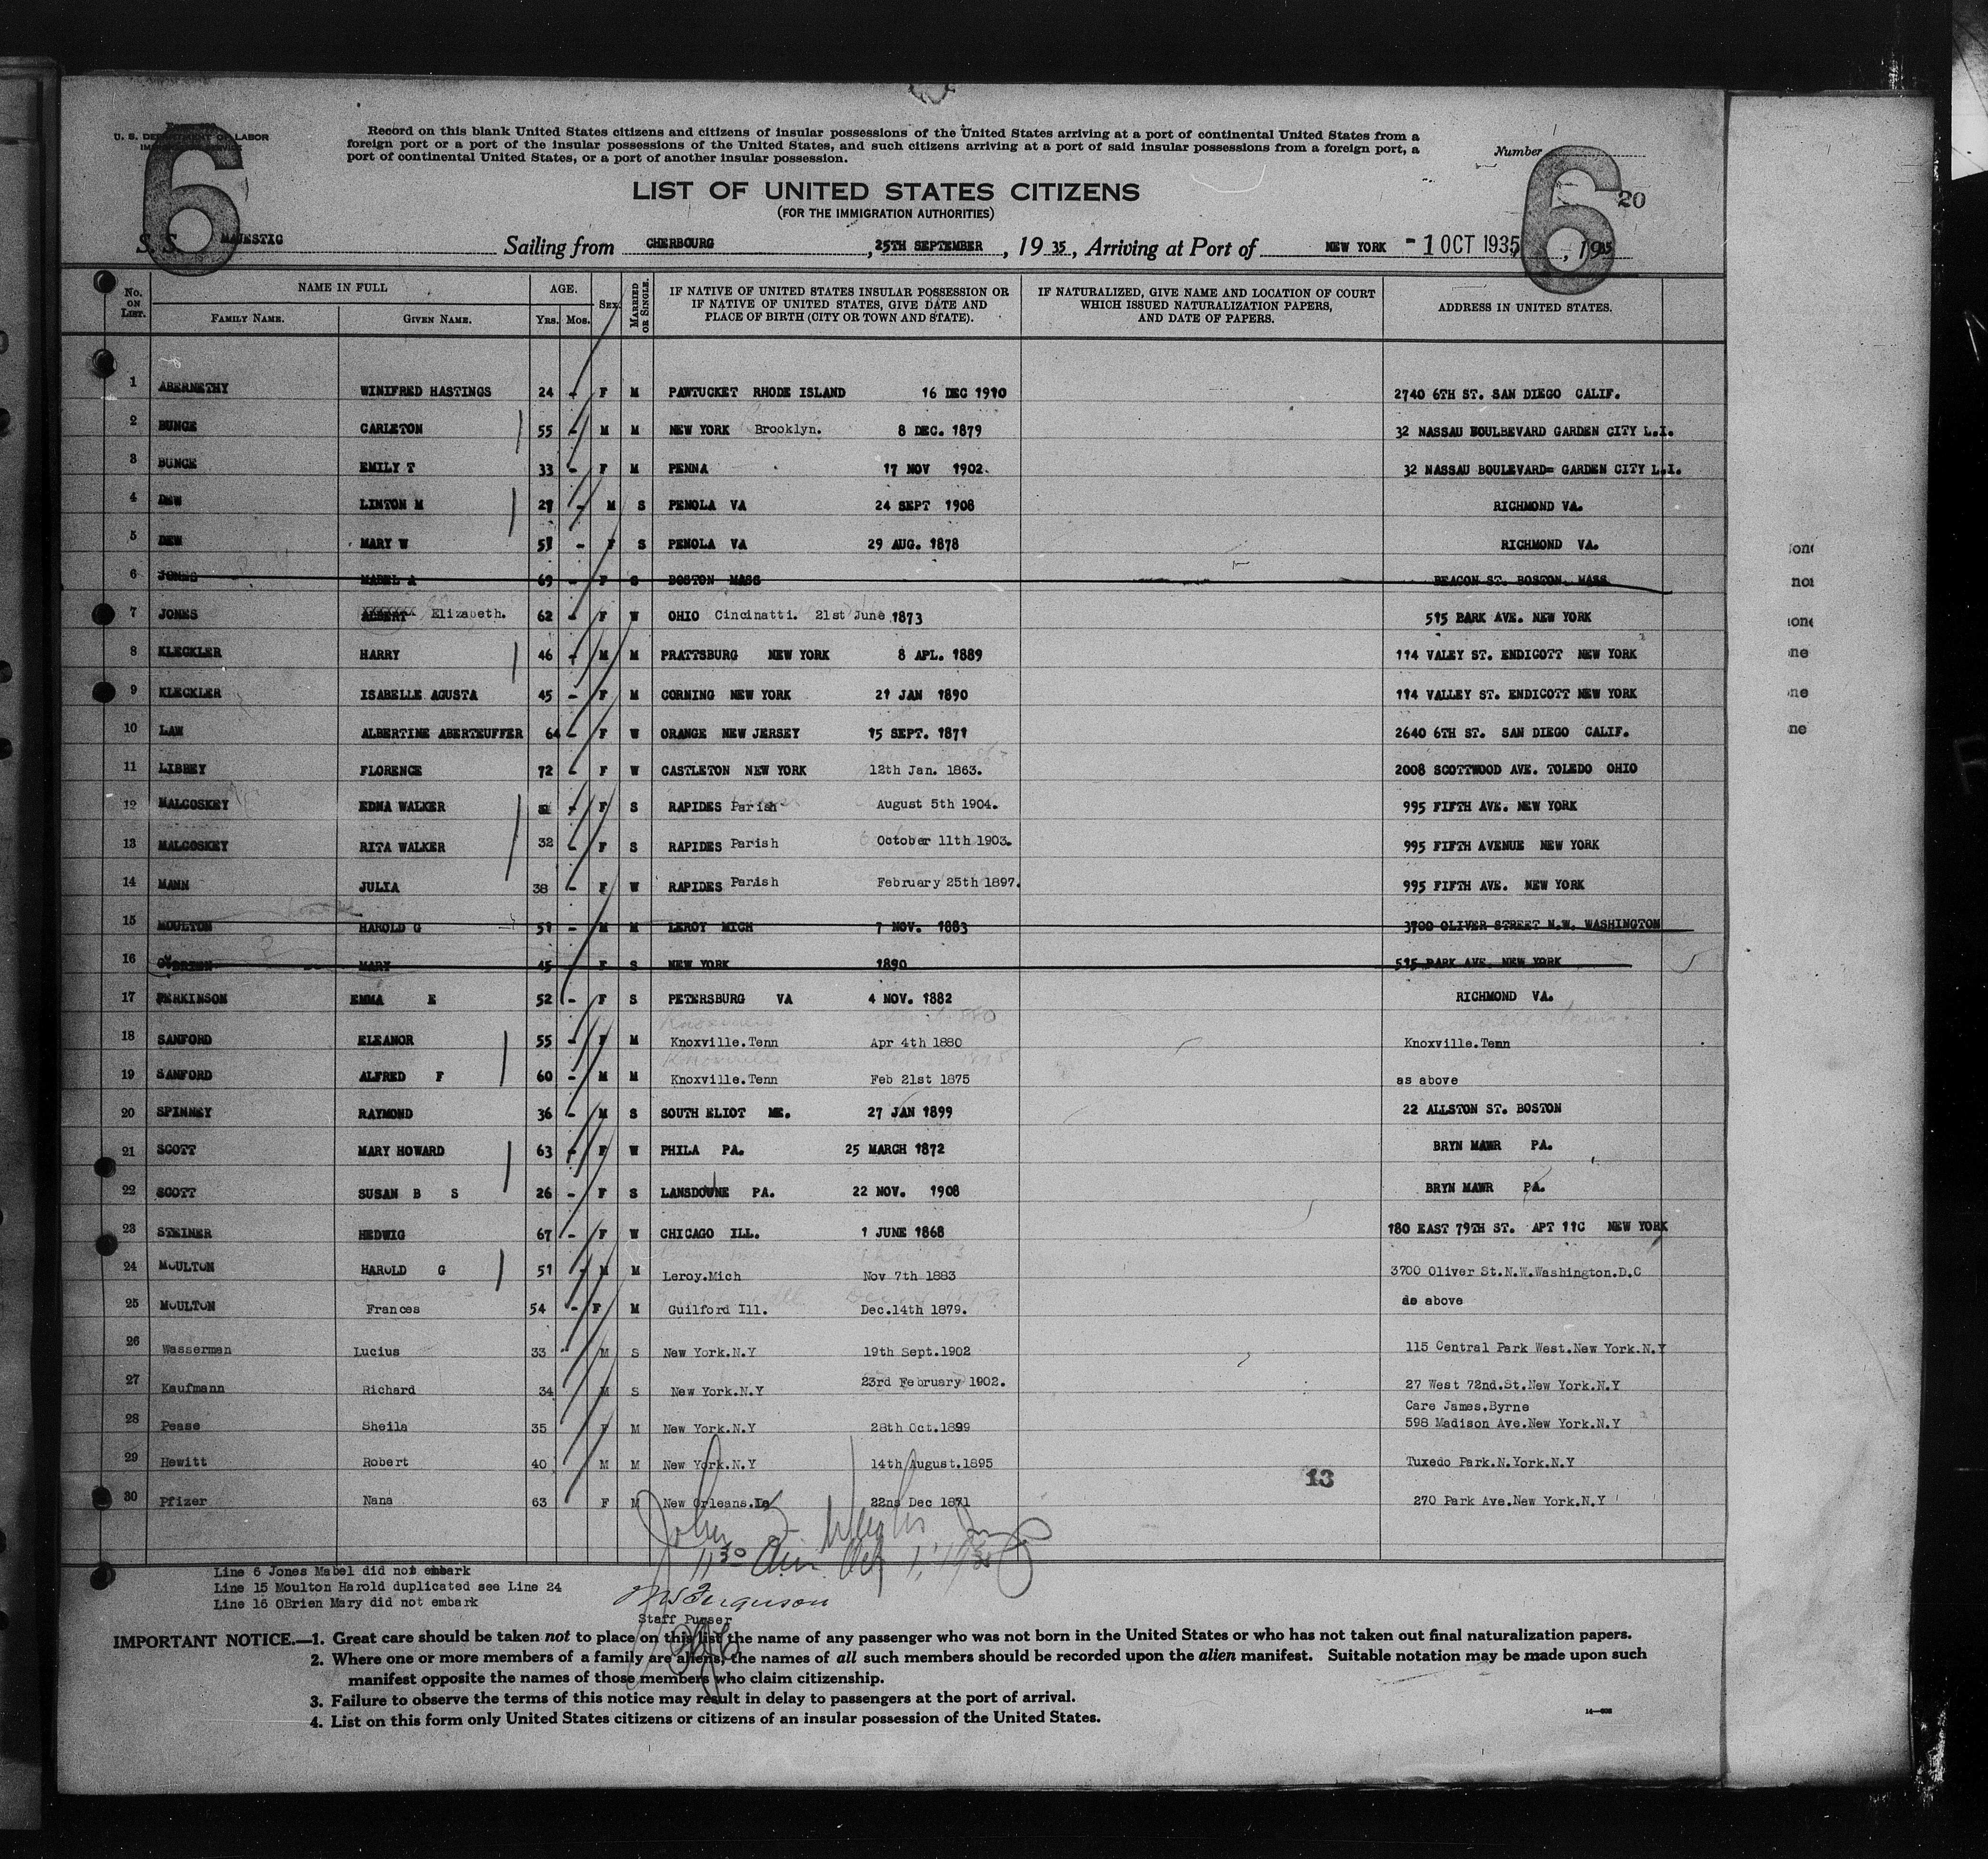 U. S. DEPARTMENT OF LABOR
Record on this blank United States citizens and citizens of insular possessions of the United States arriving at a port of continental United States from a
foreign port or a port of the insular possessions of the United States, and such citizens arriving at a port of said insular possessions from a foreign port, a
port of continental United States, or a port of another insular possession.
Number
6
6
20
LIST OF UNITED STATES CITIZENS
(FOR THE IMMIGRATION AUTHORITIES)
S. S. MAJESTIC Sailing from CHERBOURG, 25TH SEPTEMBER, 19 35, Arriving at Port of NEW YORK -1 OCT 1935, 1935
No. ON LIST. NAME IN FULL FAMILY NAME. GIVEN NAME. AGE. YRS. MOS. SEX. MARRIED OR SINGLE. IF NATIVE OF UNITED STATES INSULAR POSSESSION OR IF NATIVE OF UNITED STATES, GIVE DATE AND PLACE OF BIRTH (CITY OR TOWN AND STATE). IF NATURALIZED, GIVE NAME AND LOCATION OF COURT WHICH ISSUED NATURALIZATION PAPERS, AND DATE OF PAPERS. ADDRESS IN UNITED STATES.
1 ABERNETHY WINIFRED HASTINGS 24 - F M PAWTUCKET RHODE ISLAND 16 DEC 1910 2740 6TH ST. SAN DIEGO CALIF.
2 BUNCE CARLETON 55 - M M NEW YORK Brooklyn. 8 DEC. 1879 32 NASSAU BOULBEVARD GARDEN CITY L.I.
3 BUNCE EMILY T 33 - F M PENNA 17 NOV 1902. 32 NASSAU BOULEVARD= GARDEN CITY L.I.
4 DEW LINTON M 27 - M S PENOLA VA 24 SEPT 1908 RICHMOND VA.
5 DEW MARY W 57 - F S PENOLA VA 29 AUG. 1878 RICHMOND VA.
6 JONES MABEL A 69 - F S BOSTON MASS BEACON ST. BOSTON. MASS
7 JONES ALBERT Elizabeth. 62 - F W OHIO Cincinatti. 21st June 1873 515 PARK AVE. NEW YORK
8 KLECKLER HARRY 46 - M M PRATTSBURG NEW YORK 8 APL. 1889 114 VALEY ST. ENDICOTT NEW YORK
9 KLECKLER ISABELLE AGUSTA 45 - F M CORNING NEW YORK 21 JAN 1890 114 VALLEY ST. ENDICOTT NEW YORK
10 LAW ALBERTINE ABERTEUFFER 64 - F W ORANGE NEW JERSEY 15 SEPT. 1871 2640 6TH ST. SAN DIEGO CALIF.
11 LIBBEY FLORENCE 72 - F W CASTLETON NEW YORK 12th Jan. 1863. 2008 SCOTTWOOD AVE. TOLEDO OHIO
12 MALCOSKEY EDNA WALKER - F S RAPIDES Parish August 5th 1904. 995 FIFTH AVE. NEW YORK
13 MALCOSKEY RITA WALKER 32 - F S RAPIDES Parish October 11th 1903. 995 FIFTH AVENUE NEW YORK
14 MANN JULIA 38 - F W RAPIDES Parish February 25th 1897. 995 FIFTH AVE. NEW YORK
15 MOULTON HAROLD G 51 - M M LEROY MICH 7 NOV. 1883 3700 OLIVER STREET N.W. WASHINGTON
16 O'BRIEN MARY 45 F S NEW YORK 1890 515 PARK AVE. NEW YORK
17 PERKINSON EMMA E 52 - F S PETERSBURG VA 4 NOV. 1882 RICHMOND VA.
18 SANFORD ELEANOR 55 - F M Knoxville.Tenn Apr 4th 1880 Knoxville.Tenn
19 SANFORD ALFRED F 60 - M M Knoxville.Tenn Feb 21st 1875 as above
20 SPINNEY RAYMOND 36 - M S SOUTH ELIOT ME. 27 JAN 1899 22 ALLSTON ST. BOSTON
21 SCOTT MARY HOWARD 63 - F W PHILA PA. 25 MARCH 1872 BRYN MAWR PA.
22 SCOTT SUSAN B S 26 - F S LANSDOWNE PA. 22 NOV. 1908 BRYN MAWR PA.
23 STEINER HEDWIG 67 - F W CHICAGO ILL. 1 JUNE 1868 180 EAST 79TH ST. APT 11C NEW YORK
24 MOULTON HAROLD G 51 - M M Leroy.Mich Nov 7th 1883 3700 Oliver St.N.W.Washington.D.C
25 MOULTON Frances 54 - F M Guilford Ill. Dec.14th 1879. as above
26 Wasserman Lucius 33 - M S New York.N.Y 19th Sept.1902 115 Central Park West.New York.N.Y
27 Kaufmann Richard 34 M S New York.N.Y 23rd February 1902. 27 West 72nd.St.New York.N.Y
Care James.Byrne
28 Pease Sheila 35 F M New York.N.Y 28th Oct.1899 598 Madison Ave.New York.N.Y
29 Hewitt Robert 40 M M New York.N.Y 14th August.1895 Tuxedo Park.N.York.N.Y
13
30 Pfizer Nana 63 F M New Orleans.La 22nd Dec 1871 270 Park Ave.New York.N.Y
Line 6 Jones Mabel did not embark
Line 15 Moulton Harold duplicated see Line 24
Line 16 OBrien Mary did not embark
Ferguson
Staff Purser
IMPORTANT NOTICE.—1. Great care should be taken not to place on this list the name of any passenger who was not born in the United States or who has not taken out final naturalization papers.
2. Where one or more members of a family are aliens, the names of all such members should be recorded upon the alien manifest. Suitable notation may be made upon such
manifest opposite the names of those members who claim citizenship.
3. Failure to observe the terms of this notice may result in delay to passengers at the port of arrival.
4. List on this form only United States citizens or citizens of an insular possession of the United States.